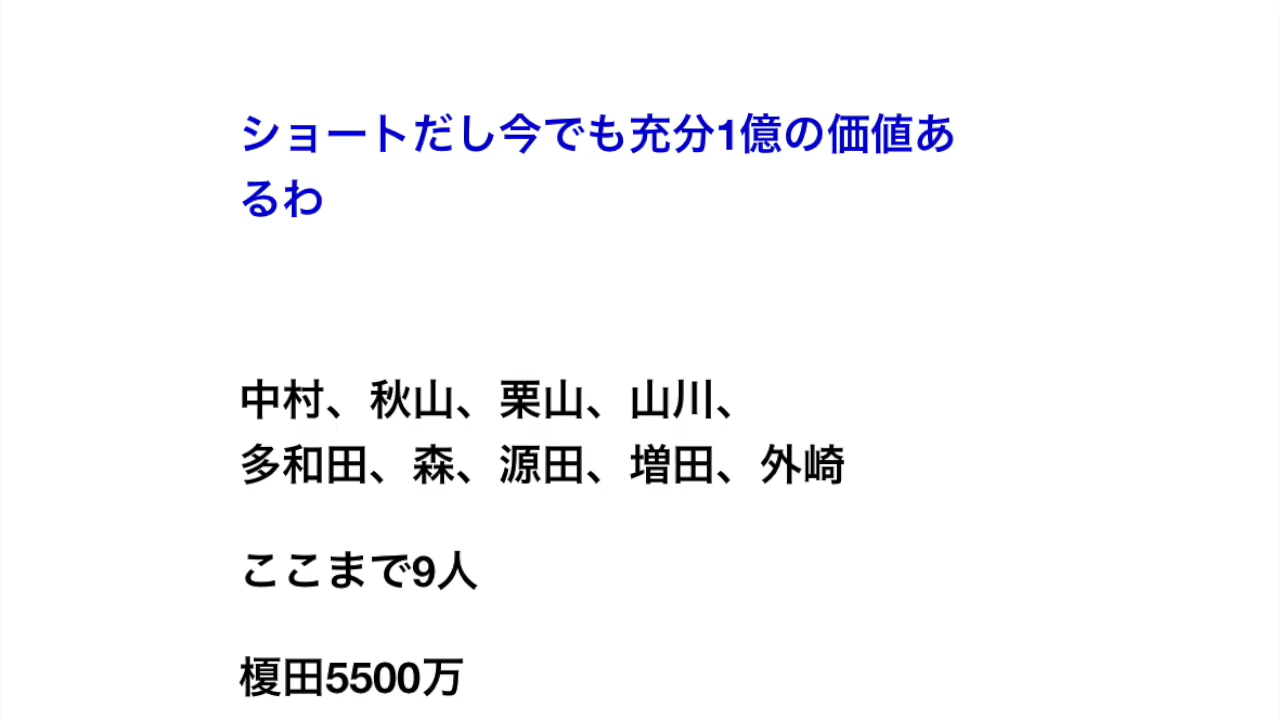 ショートだし今でも充分1億の価値あ
るわ
中村、秋山、栗山、山川、
多和田、森、源田、増田、外崎
ここまで9人
榎田5500万